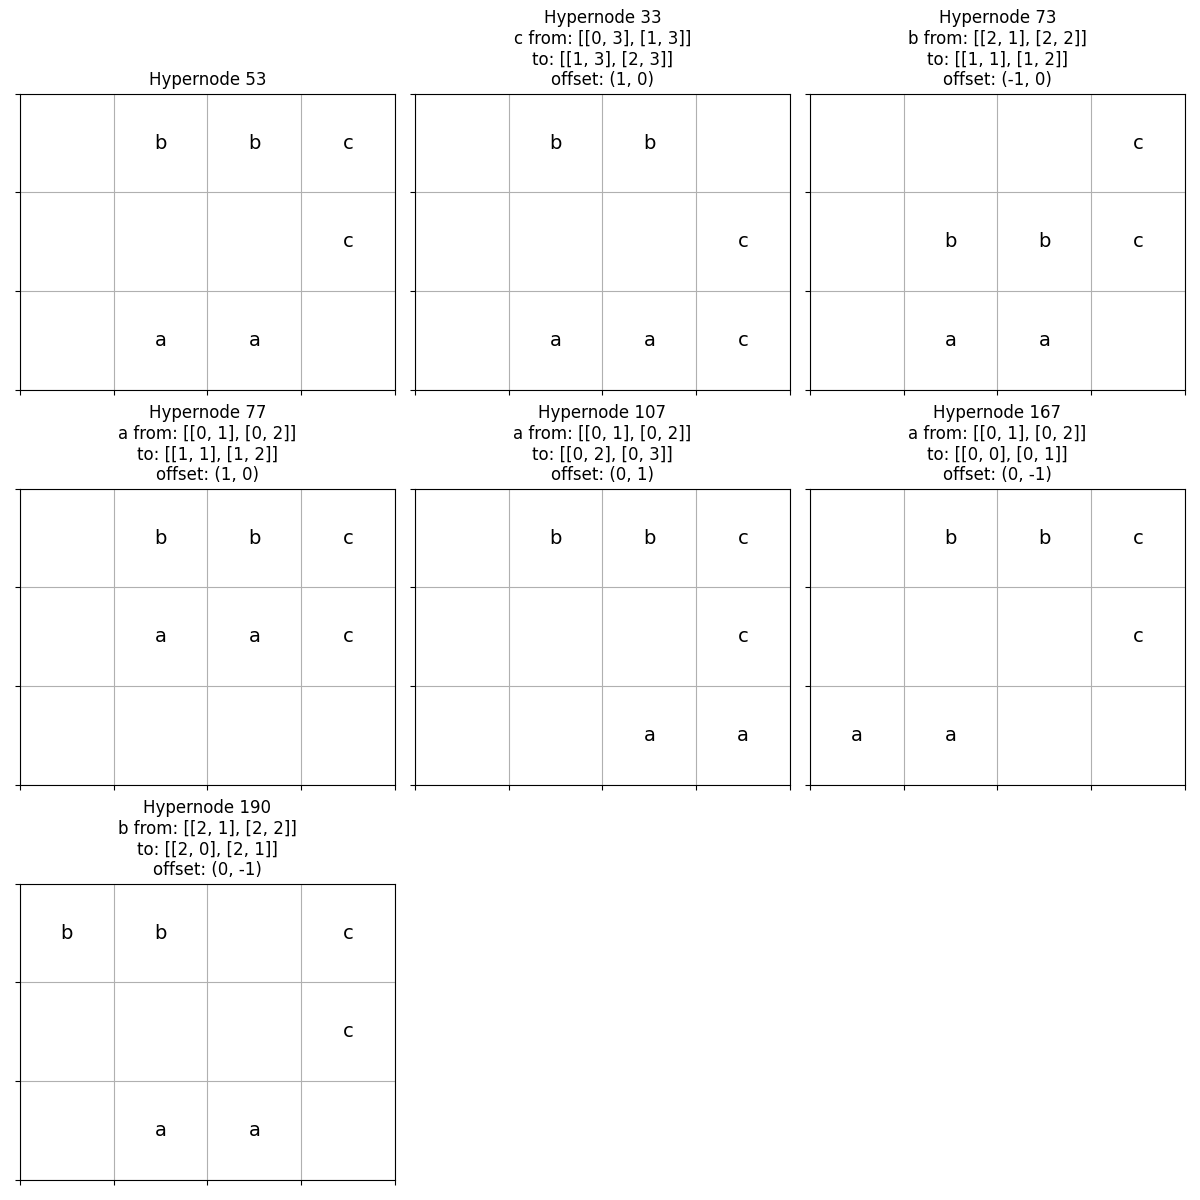 Hypernode 53
b b c
c
a a
Hypernode 33
c from: [[0, 3], [1, 3]]
to: [[1, 3], [2, 3]]
offset: (1, 0)
b b
c
a a c
Hypernode 73
b from: [[2, 1], [2, 2]]
to: [[1, 1], [1, 2]]
offset: (-1, 0)
c
b b c
a a
Hypernode 77
a from: [[0, 1], [0, 2]]
to: [[1, 1], [1, 2]]
offset: (1, 0)
b b c
a a c
Hypernode 107
a from: [[0, 1], [0, 2]]
to: [[0, 2], [0, 3]]
offset: (0, 1)
b b c
c
a a
Hypernode 167
a from: [[0, 1], [0, 2]]
to: [[0, 0], [0, 1]]
offset: (0, -1)
b b c
c
a a
Hypernode 190
b from: [[2, 1], [2, 2]]
to: [[2, 0], [2, 1]]
offset: (0, -1)
b b c
c
a a